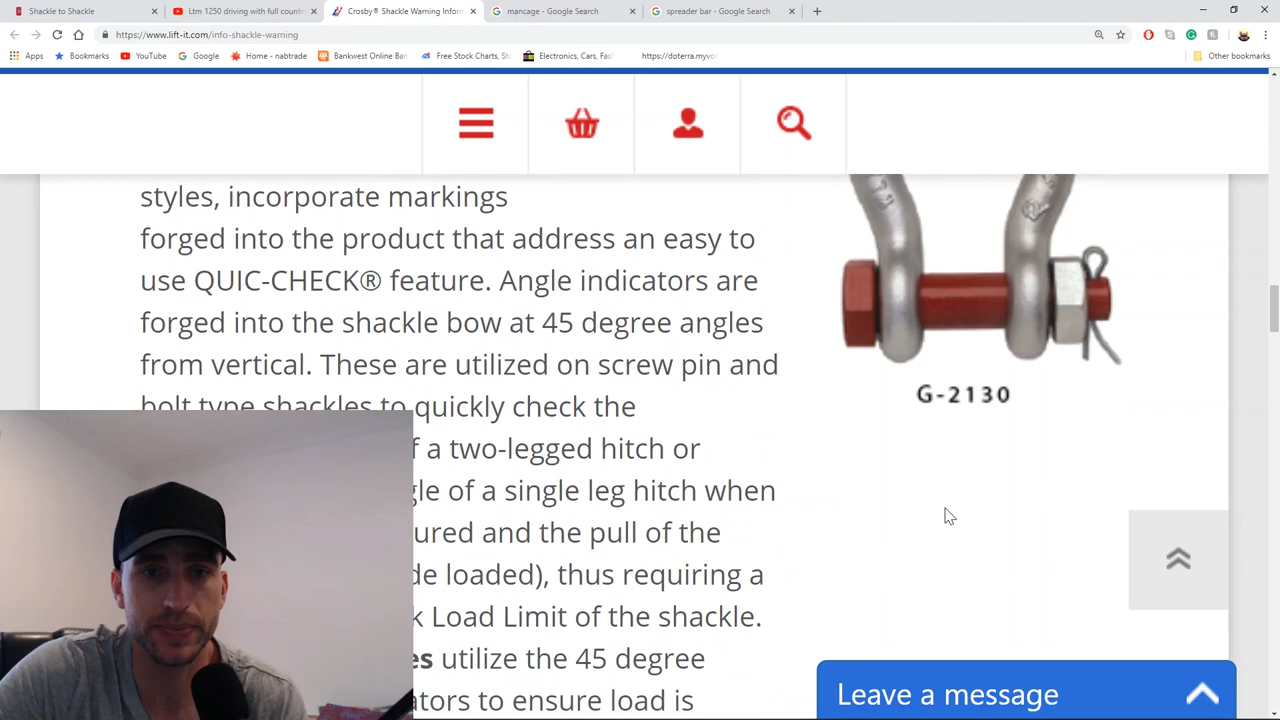 Shackle to Shackle
Ltm 1250 driving with full count
Crosby® Shackle Warning Inform
mancage - Google Search
spreader bar - Google Search
https://www.lift-it.com/info-shackle-warning
Apps
Bookmarks
YouTube
Google
Home - nabtrade
Bankwest Online Ban
Free Stock Charts, Sto
Electronics, Cars, Fas
https://doterra.myvo
Other bookmarks
styles, incorporate markings
forged into the product that address an easy to
use QUIC-CHECK® feature. Angle indicators are
forged into the shackle bow at 45 degree angles
from vertical. These are utilized on screw pin and
bolt type shackles to quickly check the
f a two-legged hitch or
gle of a single leg hitch when
ured and the pull of the
de loaded), thus requiring a
k Load Limit of the shackle.
es utilize the 45 degree
ators to ensure load is
G-2130
Leave a message